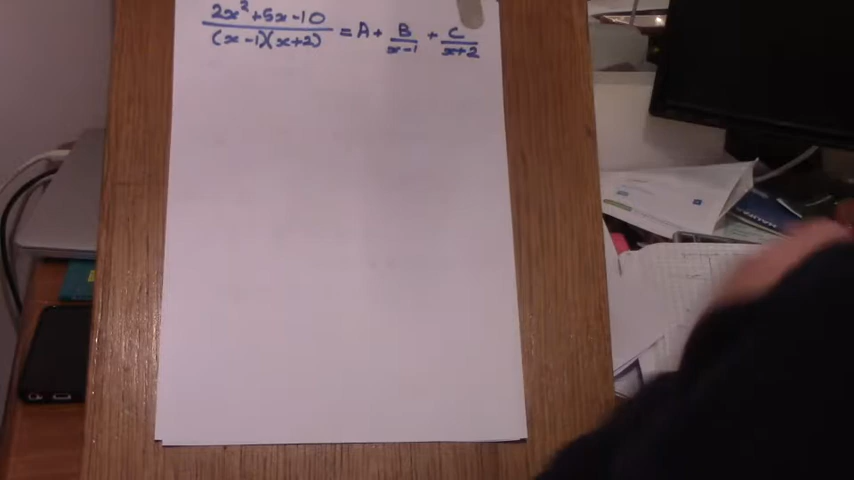 2x²+5x-10 / (x-1)(x+2) = A + B/(x-1) + C/(x+2)